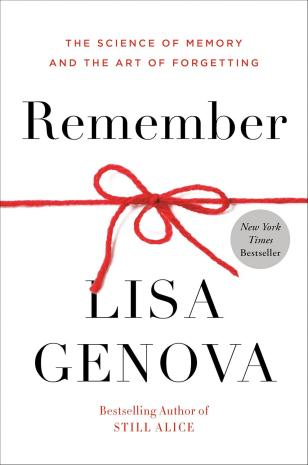 THE SCIENCE OF MEMORY
AND THE ART OF FORGETTING
Remember
New York
Times
Bestseller
LISA
GENOVA
Bestselling Author of
STILL ALICE